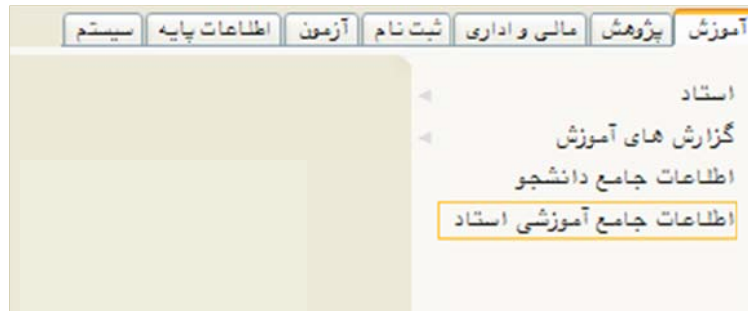 آموزش پژوهش مالی و اداری ثبت نام آزمون اطلاعات پایه سیستم
استاد
گزارش های آموزش
اطلاعات جامع دانشجو
اطلاعات جامع آموزشی استاد